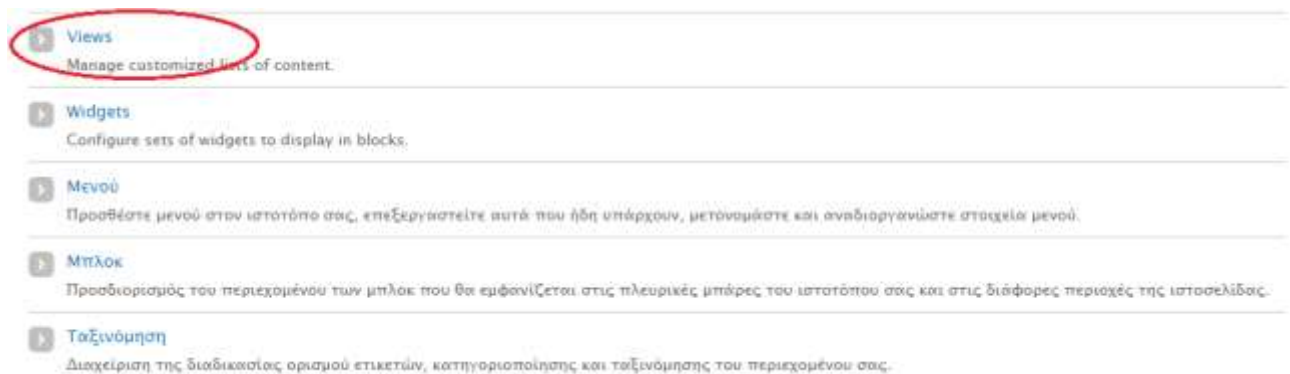 Views
Manage customized lists of content.
Widgets
Configure sets of widgets to display in blocks.
Μενού
Προσθέστε μενού στον ιστοτόπο σας, επεξεργαστείτε αυτά που ήδη υπάρχουν, μετονομάστε και αναδιοργανώστε στοιχεία μενού.
Μπλοκ
Προσδιορισμός του περιεχομένου των μπλοκ που θα εμφανίζεται στις πλευρικές μπάρες του ιστοτόπου σας και στις διάφορες περιοχές της ιστοσελίδας.
Ταξινόμηση
Διαχείριση της διαδικασίας ορισμού ετικετών, κατηγοριοποίησης και ταξινόμησης του περιεχομένου σας.